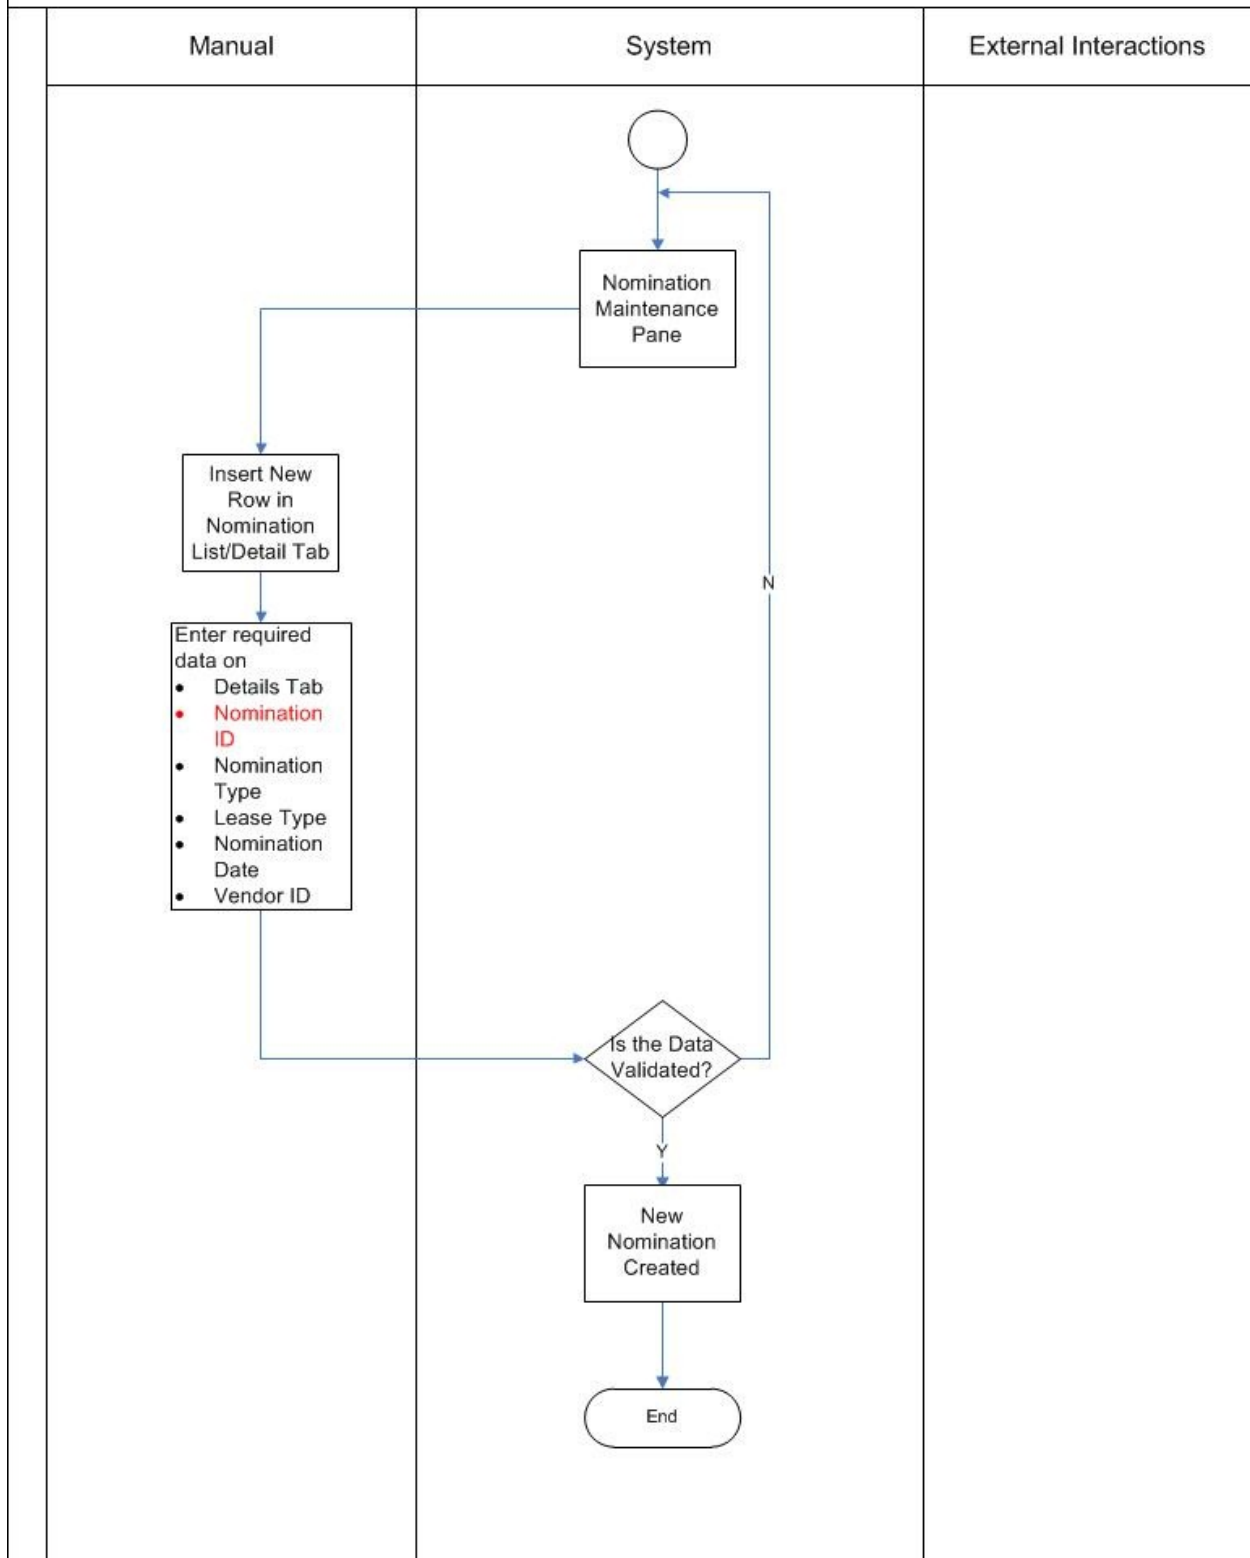 Manual
System
External Interactions
Nomination
Maintenance
Pane
Insert New
Row in
Nomination
List/Detail Tab
N
Enter required
data on
• Details Tab
• Nomination
ID
• Nomination
Type
• Lease Type
• Nomination
Date
• Vendor ID
Is the Data
Validated?
Y
New
Nomination
Created
End